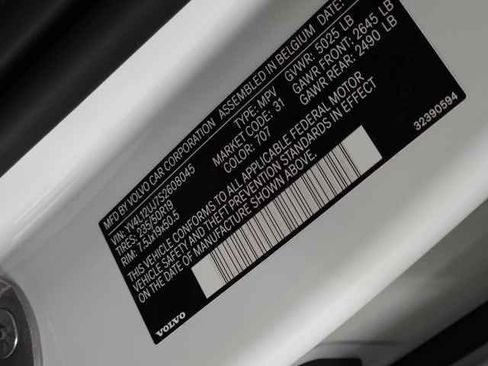 MFD BY VOLVO CAR CORPORATION ASSEMBLED IN BELGIUM DATE:
GVWR: 5025 LB
GAWR FRONT: 2645 LB
GAWR REAR: 2490 LB
VIN: YV4L12UJ7S2608045
TYPE: MPV
TIRES: 235/50R19
MARKET CODE: 31
RIM: 7.5Jx19x50.5
COLOR: 707
THIS VEHICLE CONFORMS TO ALL APPLICABLE FEDERAL MOTOR
VEHICLE SAFETY AND THEFT PREVENTION STANDARDS IN EFFECT
ON THE DATE OF MANUFACTURE SHOWN ABOVE
32390594
VOLVO